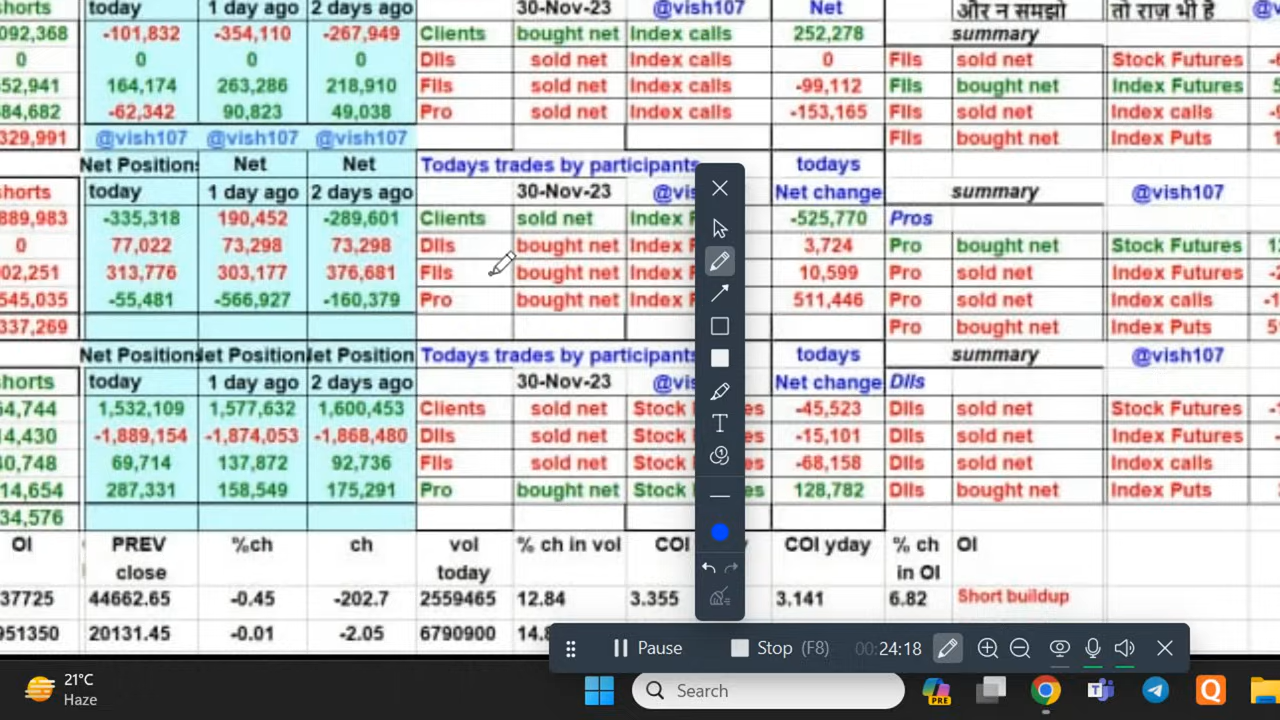 shorts today 1 day ago 2 days ago 30-Nov-23 @vish107 Net और न समझो तो राज़ भी है
092,368 -101,832 -354,110 -267,949 Clients bought net Index calls 252,278 summary
0 0 0 0 DIIs sold net Index calls 0 FIIs sold net Stock Futures
52,941 164,174 263,286 218,910 FIIs sold net Index calls -99,112 FIIs bought net Index Futures
84,682 -62,342 90,823 49,038 Pro sold net Index calls -153,165 FIIs sold net Index calls
329,991 @vish107 @vish107 @vish107 FIIs bought net Index Puts
Net Positions Net Net Todays trades by participants todays
shorts today 1 day ago 2 days ago 30-Nov-23 @vis Net change summary @vish107
889,983 -335,318 190,452 -289,601 Clients sold net Index -525,770 Pros
0 77,022 73,298 73,298 DIIs bought net Index 3,724 Pro bought net Stock Futures
02,251 313,776 303,177 376,681 FIIs bought net Index 10,599 Pro sold net Index Futures
545,035 -55,481 -566,927 -160,379 Pro bought net Index 511,446 Pro sold net Index calls
337,269 Pro bought net Index Puts
Net Positions Net Position Net Position Todays trades by participants todays summary @vish107
shorts today 1 day ago 2 days ago 30-Nov-23 @vis Net change DIIs
64,744 1,532,109 1,577,632 1,600,453 Clients sold net Stock -45,523 DIIs sold net Stock Futures
14,430 -1,889,154 -1,874,053 -1,868,480 DIIs sold net Stock -15,101 DIIs sold net Index Futures
40,748 69,714 137,872 92,736 FIIs sold net Stock -68,158 DIIs sold net Index calls
14,654 287,331 158,549 175,291 Pro bought net Stock 128,782 DIIs bought net Index Puts
34,576
OI PREV close %ch ch vol today % ch in vol COI COI yday % ch in OI OI
37725 44662.65 -0.45 -202.7 2559465 12.84 3.355 3.141 6.82 Short buildup
951350 20131.45 -0.01 -2.05 6790900
T
Pause Stop (F8) 00:24:18
21°C
Haze
Search
PRE